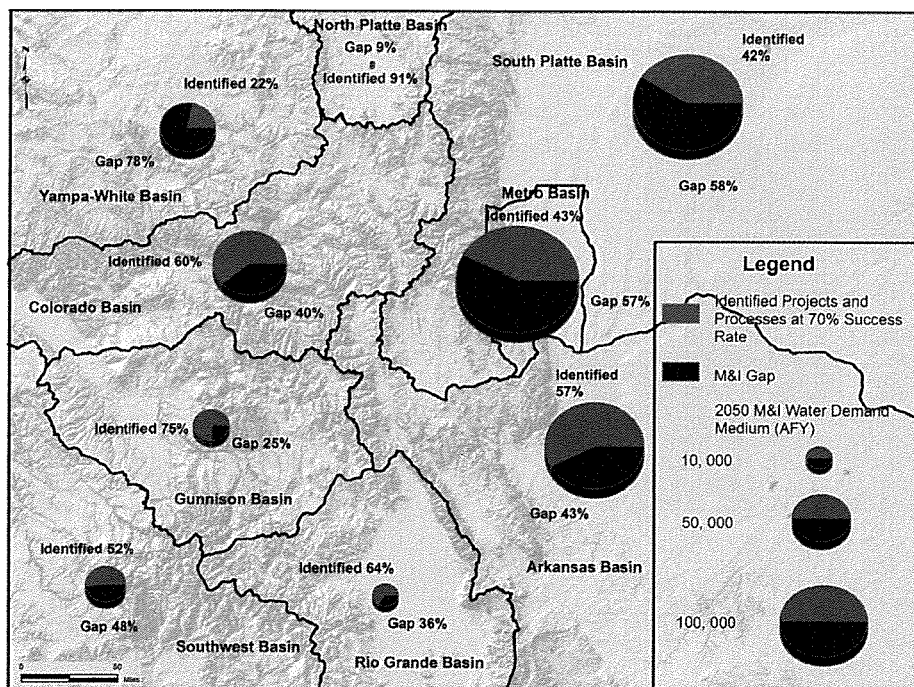 North Platte Basin
Gap 9%
Identified 91%
South Platte Basin
Identified
42%
Gap 58%
Identified 22%
Gap 78%
Yampa-White Basin
Metro Basin
Identified 43%
Gap 57%
Identified 60%
Gap 40%
Colorado Basin
Identified
57%
Gap 43%
Arkansas Basin
Identified 75%
Gap 25%
Gunnison Basin
Identified 52%
Gap 48%
Southwest Basin
Identified 64%
Gap 36%
Rio Grande Basin
Legend
Identified Projects and
Processes at 70% Success
Rate
M&I Gap
2050 M&I Water Demand
Medium (AFY)
10, 000
50, 000
100, 000
0 50
Miles